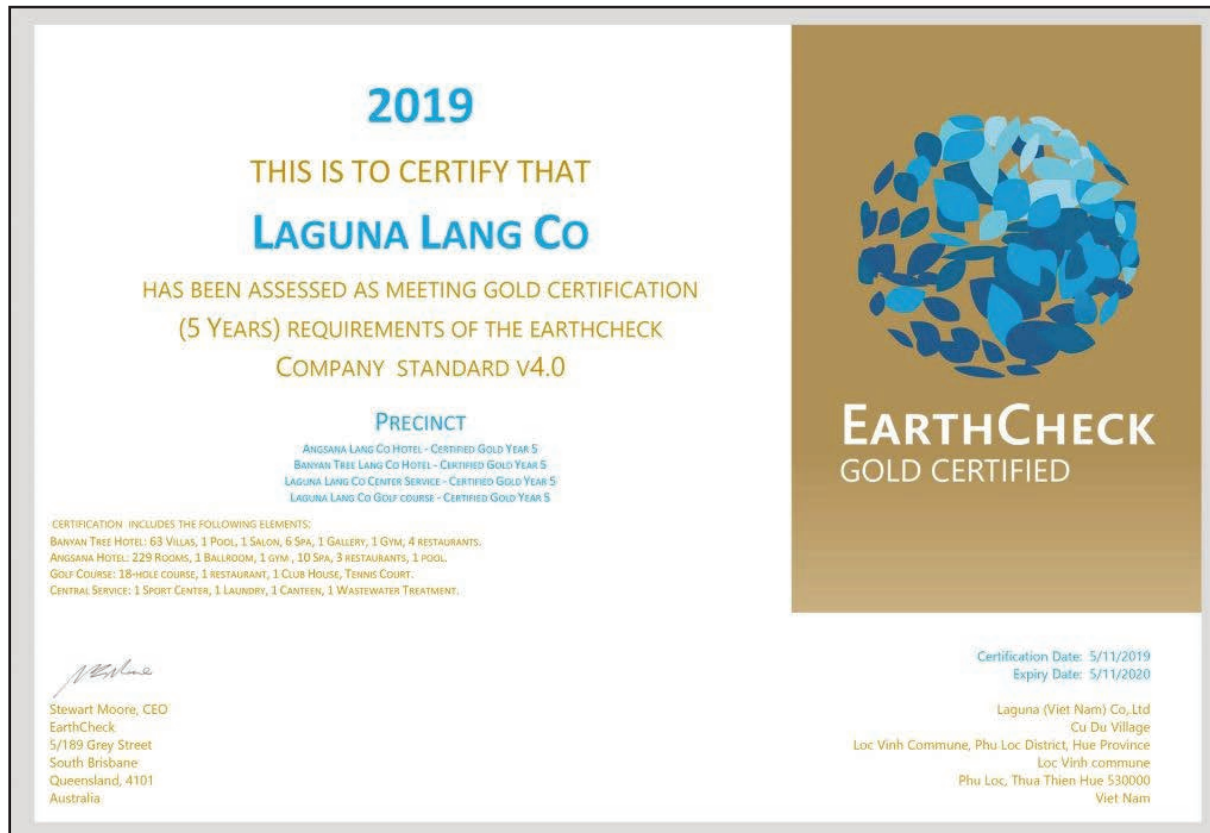 2019
THIS IS TO CERTIFY THAT
LAGUNA LANG CO
HAS BEEN ASSESSED AS MEETING GOLD CERTIFICATION
(5 YEARS) REQUIREMENTS OF THE EARTHCHECK
COMPANY STANDARD V4.0
PRECINCT
ANGSANA LANG CO HOTEL - CERTIFIED GOLD YEAR 5
BANYAN TREE LANG CO HOTEL - CERTIFIED GOLD YEAR 5
LAGUNA LANG CO CENTER SERVICE - CERTIFIED GOLD YEAR 5
LAGUNA LANG CO GOLF COURSE - CERTIFIED GOLD YEAR 5
CERTIFICATION INCLUDES THE FOLLOWING ELEMENTS:
BANYAN TREE HOTEL: 63 VILLAS, 1 POOL, 1 SALON, 6 SPA, 1 GALLERY, 1 GYM, 4 RESTAURANTS.
ANGSANA HOTEL: 229 ROOMS, 1 BALLROOM, 1 GYM , 10 SPA, 3 RESTAURANTS, 1 POOL.
GOLF COURSE: 18-HOLE COURSE, 1 RESTAURANT, 1 CLUB HOUSE, TENNIS COURT.
CENTRAL SERVICE: 1 SPORT CENTER, 1 LAUNDRY, 1 CANTEEN, 1 WASTEWATER TREATMENT.
EARTHCHECK
GOLD CERTIFIED
Stewart Moore, CEO
EarthCheck
5/189 Grey Street
South Brisbane
Queensland, 4101
Australia
Certification Date: 5/11/2019
Expiry Date: 5/11/2020
Laguna (Viet Nam) Co,.Ltd
Cu Du Village
Loc Vinh Commune, Phu Loc District, Hue Province
Loc Vinh commune
Phu Loc, Thua Thien Hue 530000
Viet Nam